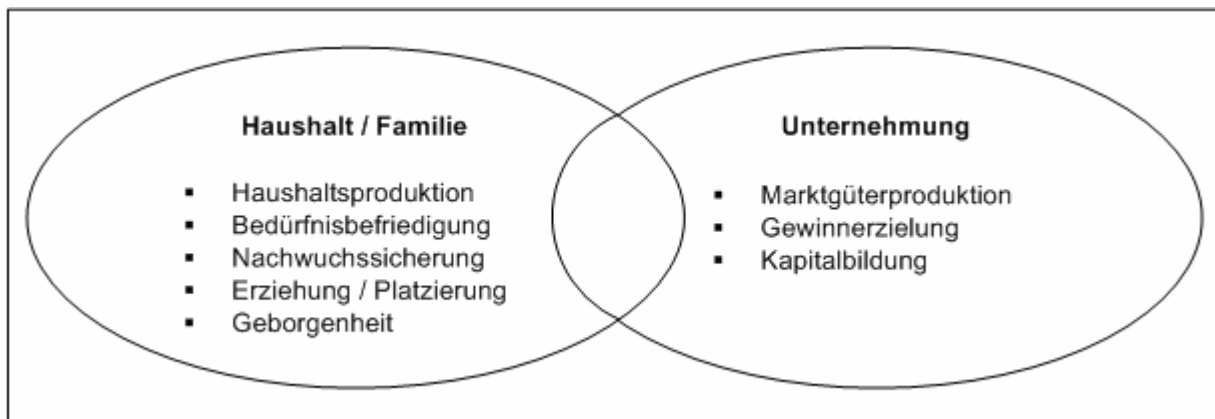 Haushalt / Familie
▪ Haushaltsproduktion
▪ Bedürfnisbefriedigung
▪ Nachwuchssicherung
▪ Erziehung / Platzierung
▪ Geborgenheit
Unternehmung
▪ Marktgüterproduktion
▪ Gewinnerzielung
▪ Kapitalbildung